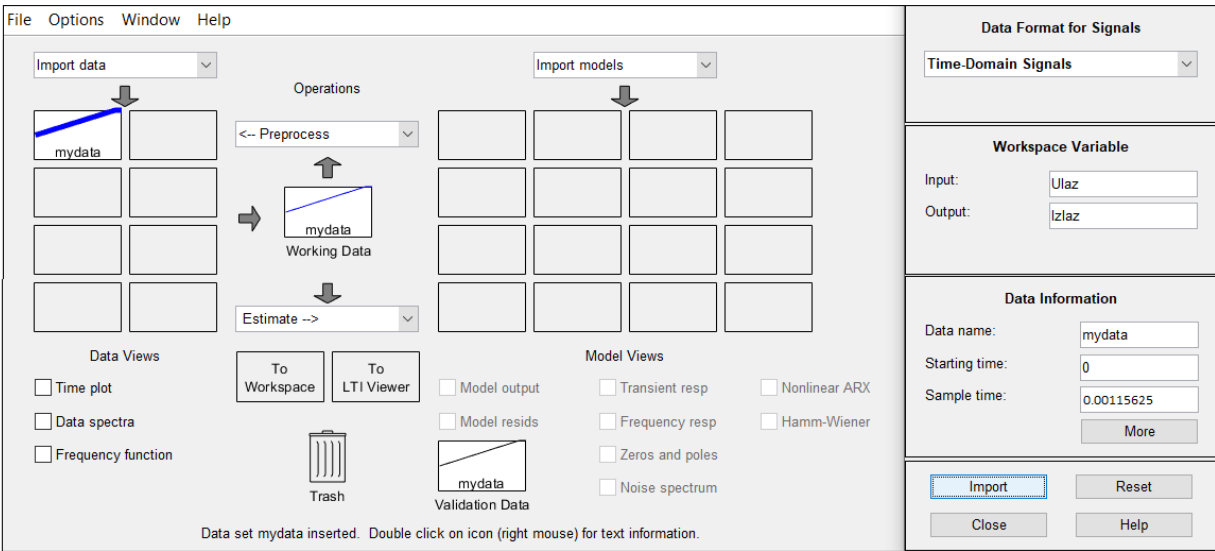 File Options Window Help
Import data
Import models
Operations
<-- Preprocess
mydata
mydata
Working Data
Estimate -->
Data Views
To Workspace
To LTI Viewer
Model Views
Time plot
Data spectra
Frequency function
Model output
Transient resp
Nonlinear ARX
Model resids
Frequency resp
Hamm-Wiener
Zeros and poles
Noise spectrum
Trash
mydata
Validation Data
Data set mydata inserted. Double click on icon (right mouse) for text information.
Data Format for Signals
Time-Domain Signals
Workspace Variable
Input: Ulaz
Output: Izlaz
Data Information
Data name: mydata
Starting time: 0
Sample time: 0.00115625
More
Import Reset
Close Help